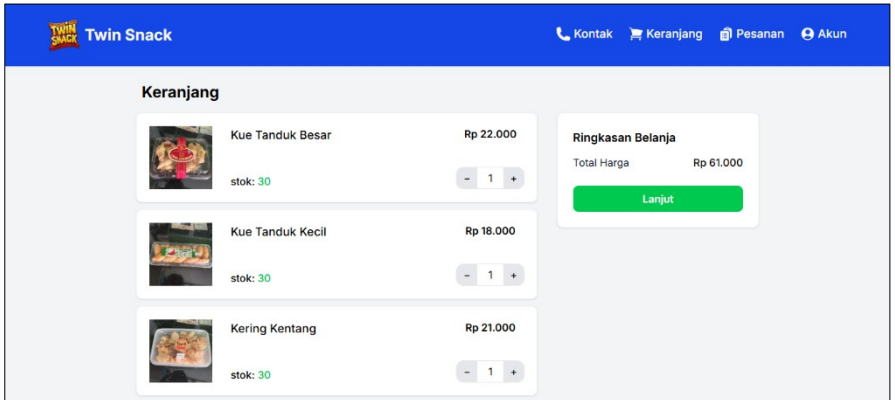 TWIN
SNACK
Twin Snack
Kontak
Keranjang
Pesanan
Akun
Keranjang
Kue Tanduk Besar
Rp 22.000
stok: 30
- 1 +
Kue Tanduk Kecil
Rp 18.000
stok: 30
- 1 +
Kering Kentang
Rp 21.000
stok: 30
- 1 +
Ringkasan Belanja
Total Harga Rp 61.000
Lanjut